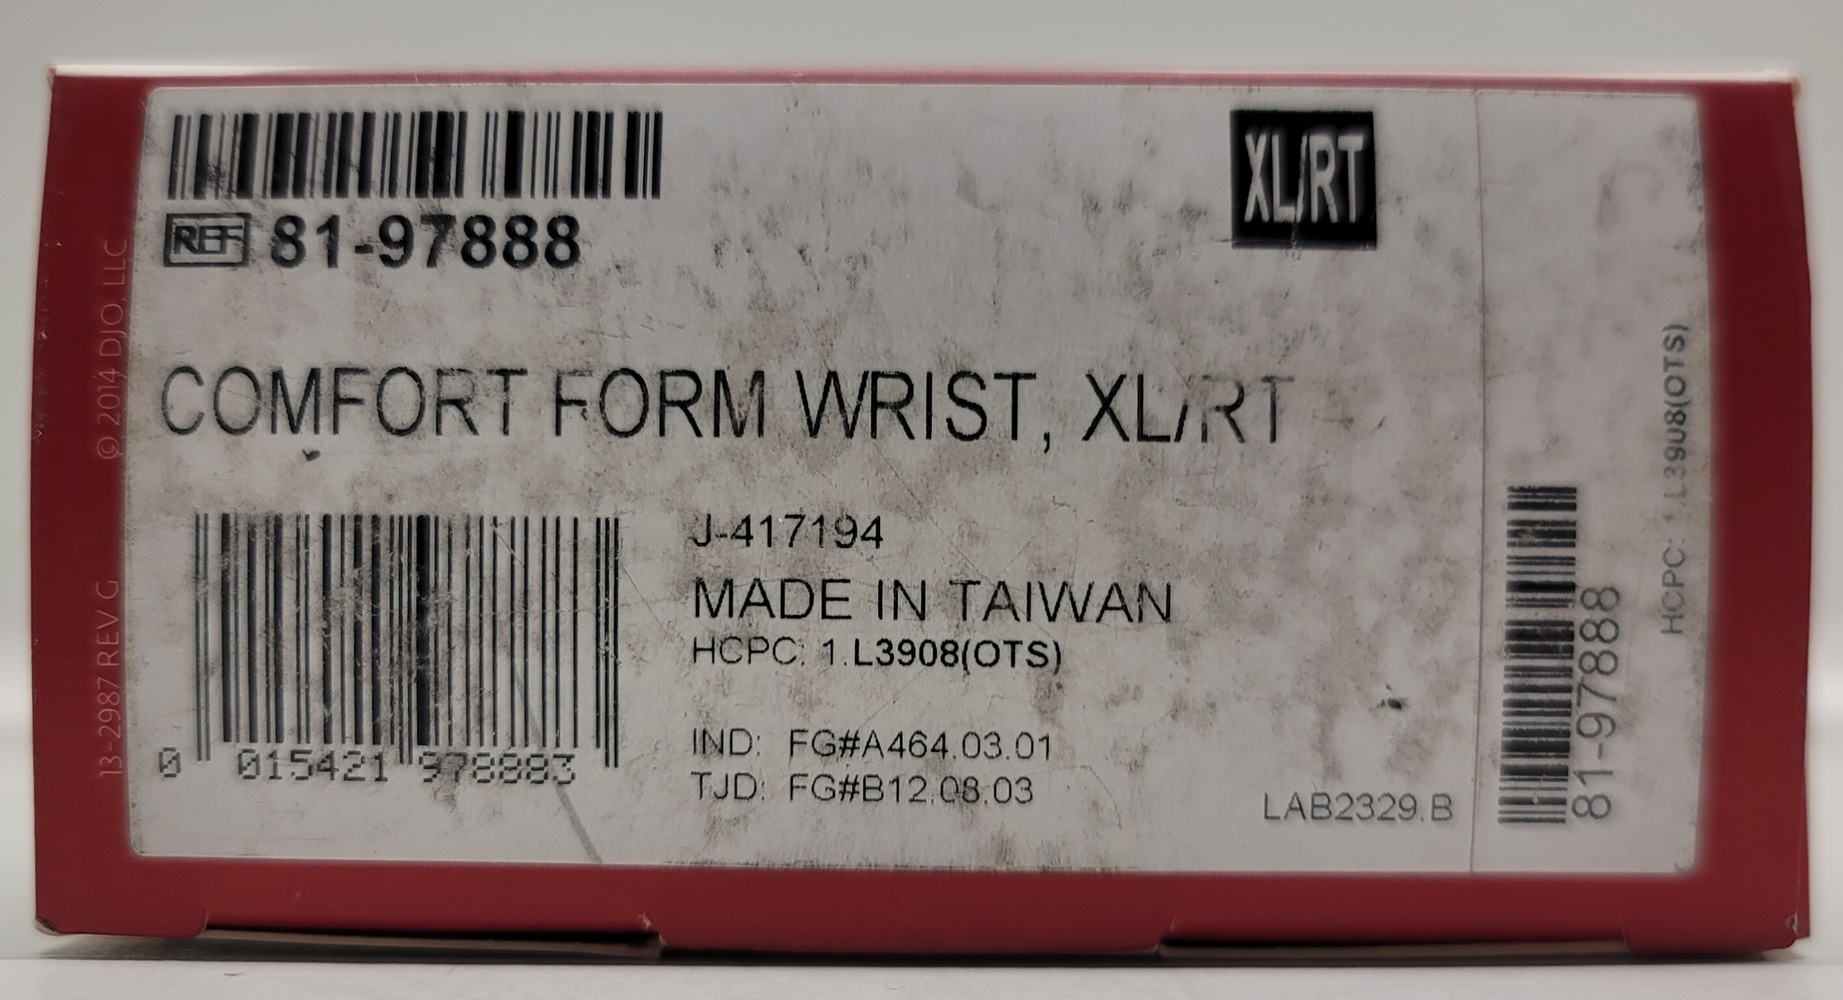 XL/RT
REF 81-97888
COMFORT FORM WRIST, XL/RT
J-417194
MADE IN TAIWAN
HCPC: 1.L3908(OTS)
0 015421 978883
IND: FG#A464.03.01
TJD: FG#B12.08.03
LAB2329.B
81-97888
HCPC: 1.L3908(OTS)
13-2987 REV G © 2014 DJO, LLC